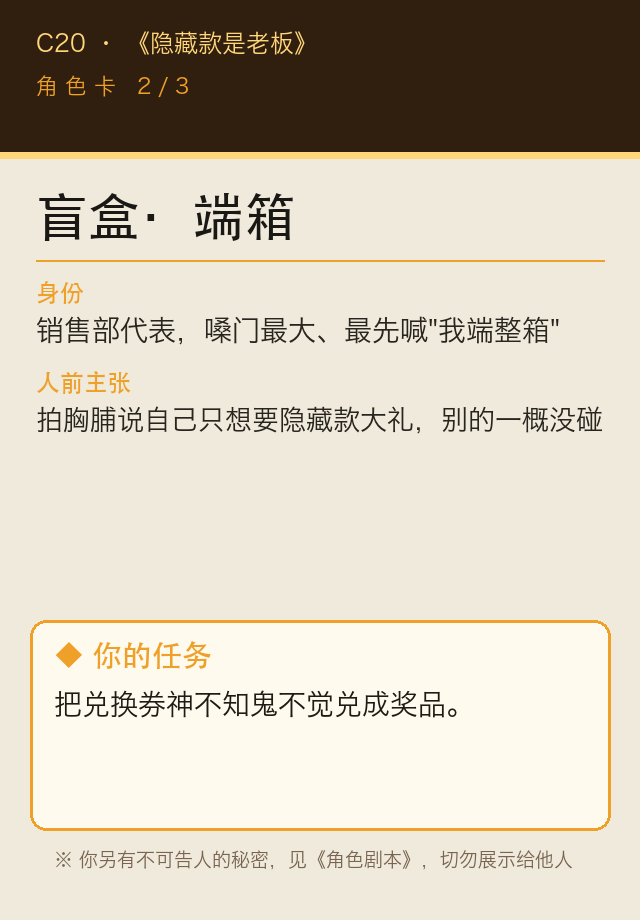 C20 · 《隐藏款是老板》
角色卡 2/3
盲盒· 端箱
身份
销售部代表，嗓门最大、最先喊"我端整箱"
人前主张
拍胸脯说自己只想要隐藏款大礼，别的一概没碰
◆ 你的任务
把兑换券神不知鬼不觉兑成奖品。
※ 你另有不可告人的秘密，见《角色剧本》，切勿展示给他人